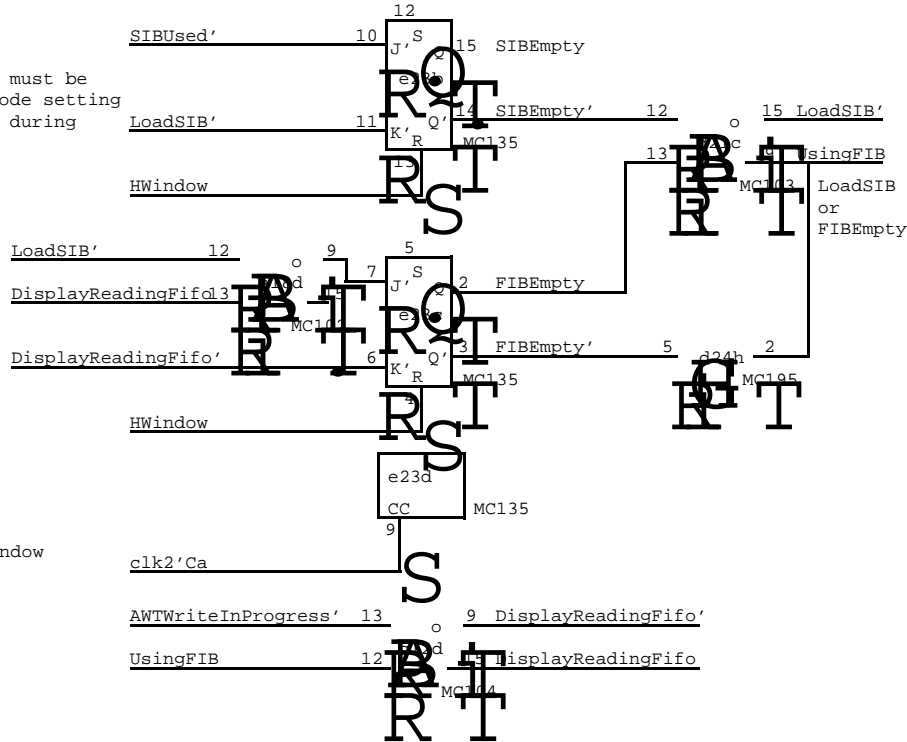 12
SIBUsed' 10 J' S Q 15 SIBEmpty
must be
ode setting
during
14 SIBEmpty' 12 15 LoadSIB'
LoadSIB' 11 K' R Q' MC135
13 UsingFIB
MC103
HWindow
LoadSIB
or
FIBEmpty
LoadSIB' 12 9 5
7 J' S Q 2 FIBEmpty
DisplayReadingFifo 13
DisplayReadingFifo' 6 K' R Q' 3 FIBEmpty' 5 d24h 2
MC135 MC195
HWindow
e23d
CC MC135
9
ndow
clk2'Ca
AWTWriteInProgress' 13 9 DisplayReadingFifo'
UsingFIB 12 15 DisplayReadingFifo
MC104